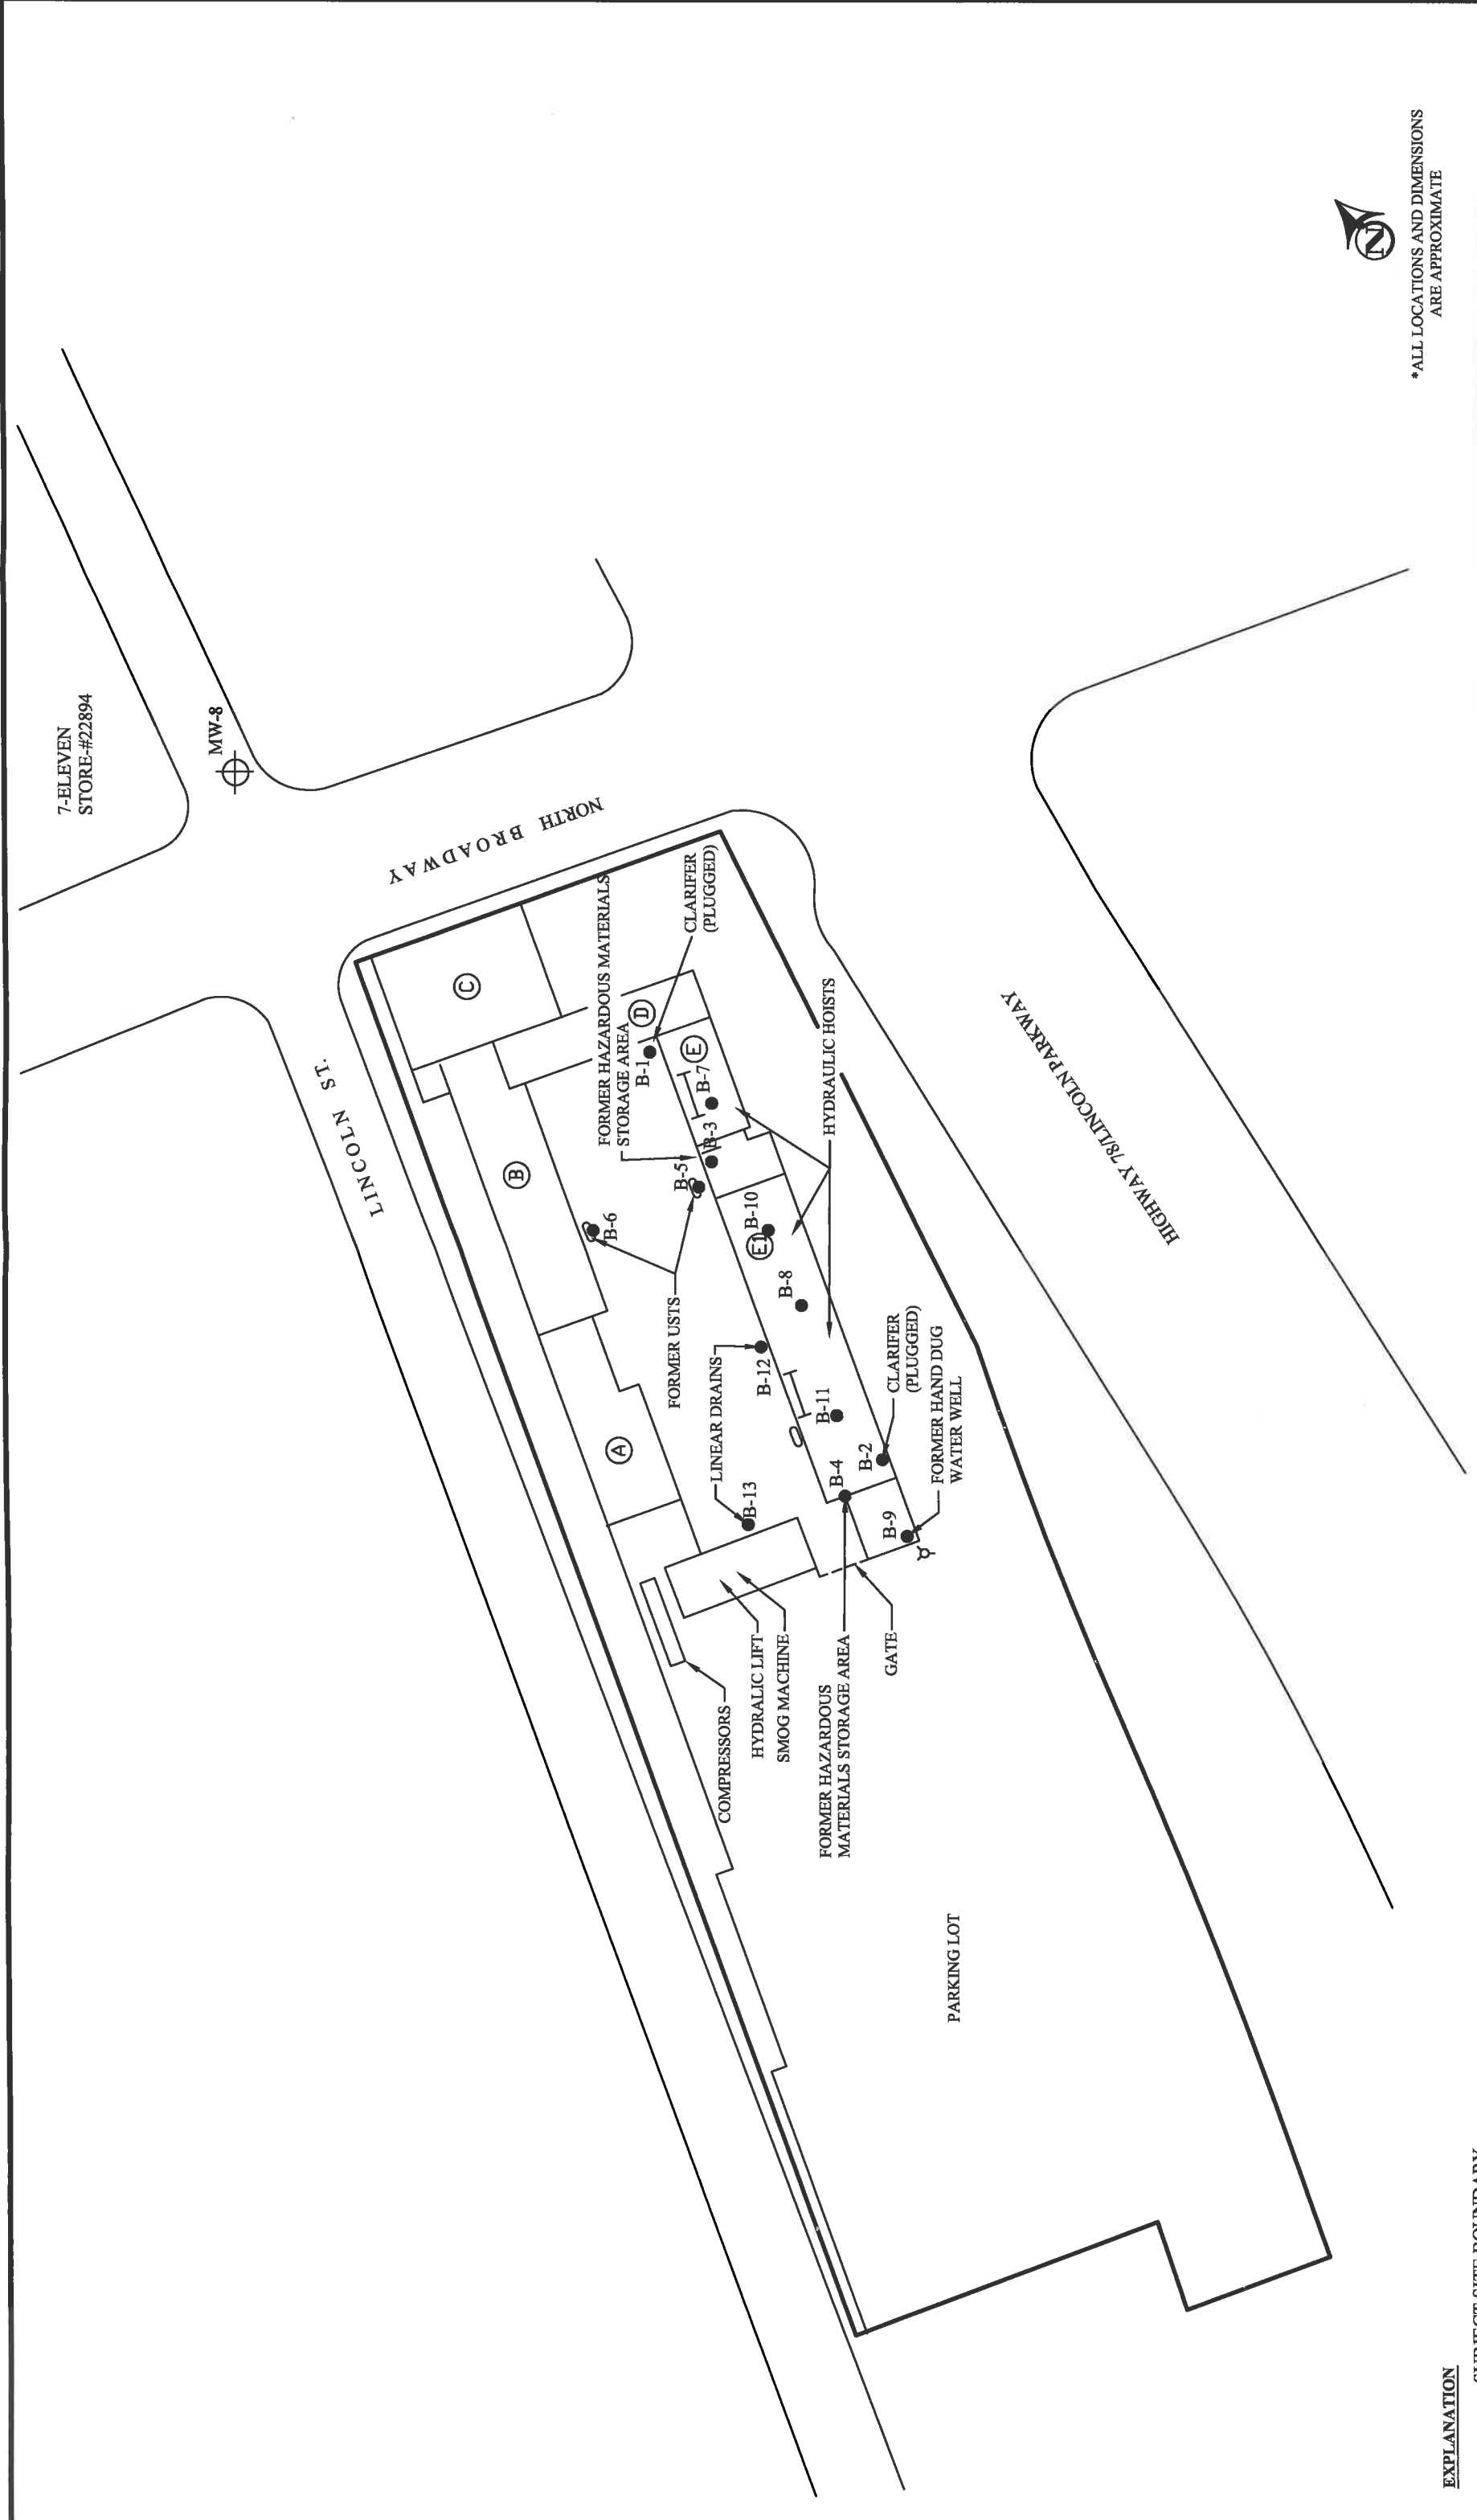 7-ELEVEN
STORE-#22894
MW-8
LINCOLN ST.
NORTH BROADWAY
HIGHWAY 78/LINCOLN PARKWAY
C
B
A
D
E
E1
FORMER HAZARDOUS MATERIALS
STORAGE AREA
CLARIFER
(PLUGGED)
B-1
B-7
B-3
B-5
B-6
B-10
B-8
B-12
B-11
B-13
B-4
B-2
B-9
HYDRAULIC HOISTS
FORMER USTS
LINEAR DRAINS
CLARIFER
(PLUGGED)
FORMER HAND DUG
WATER WELL
COMPRESSORS
HYDRALIC LIFT
SMOG MACHINE
FORMER HAZARDOUS
MATERIALS STORAGE AREA
GATE
PARKING LOT
N
*ALL LOCATIONS AND DIMENSIONS
ARE APPROXIMATE
EXPLANATION
SUBJECT SITE BOUNDARY